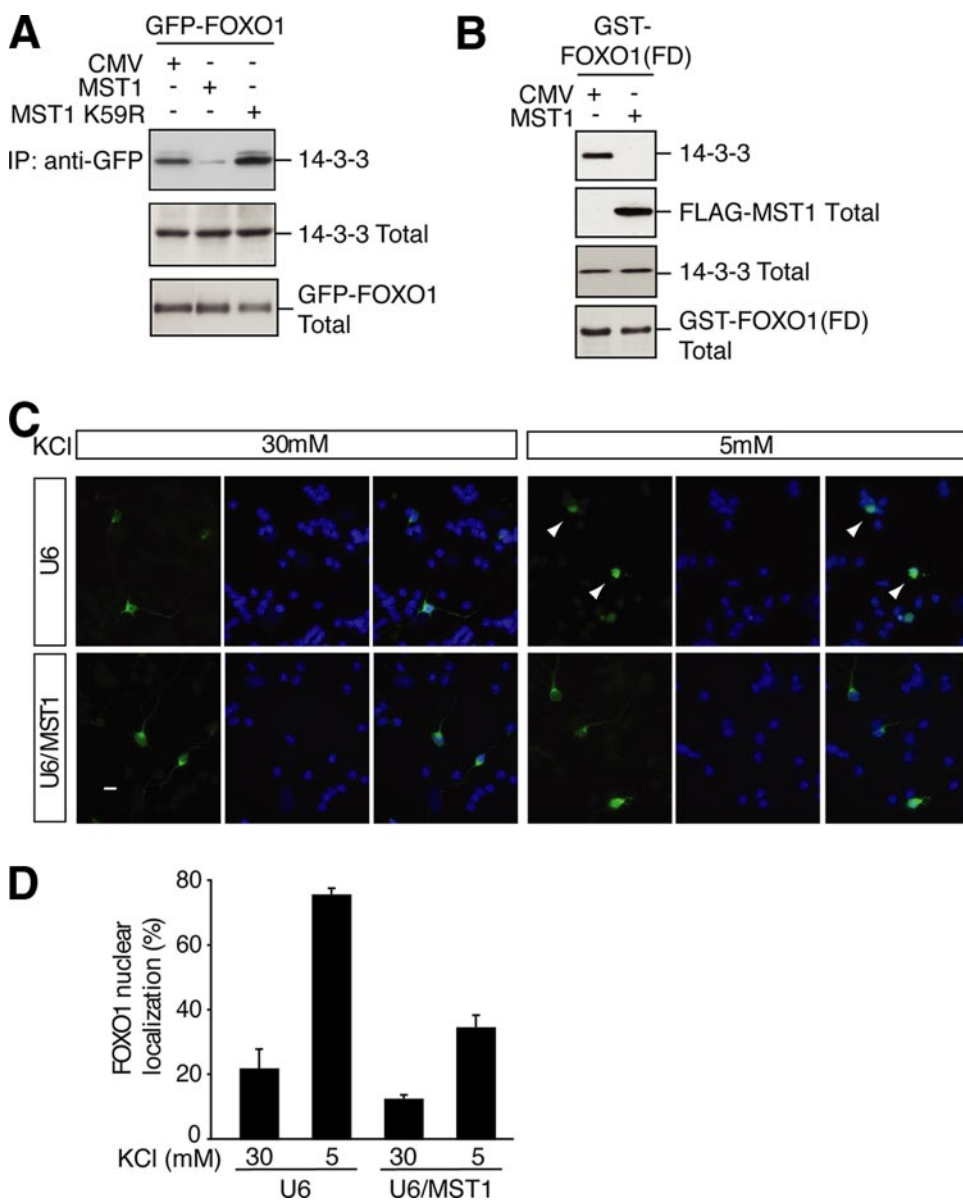 A
GFP-FOXO1
CMV + - -
MST1 - + -
MST1 K59R - - +
IP: anti-GFP
14-3-3
14-3-3 Total
GFP-FOXO1
Total
B
GST-
FOXO1(FD)
CMV + -
MST1 - +
14-3-3
FLAG-MST1 Total
14-3-3 Total
GST-FOXO1(FD)
Total
C
KCl 30mM 5mM
U6
U6/MST1
D
FOXO1 nuclear
localization (%)
80
60
40
20
0
KCl (mM) 30 5 30 5
U6 U6/MST1